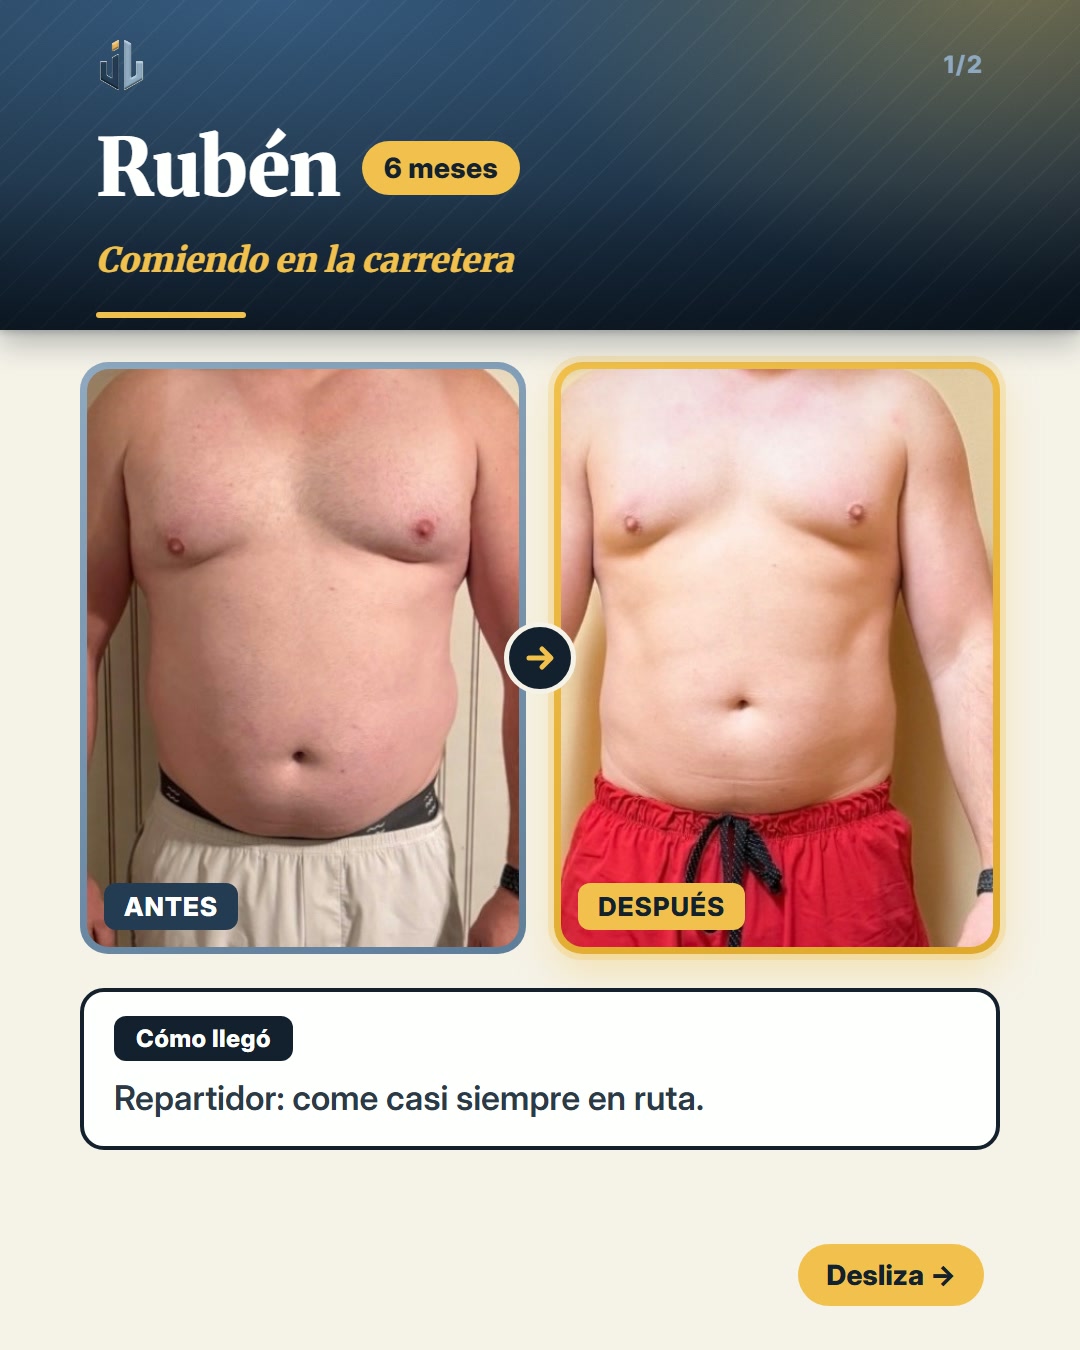 1/2
Rubén
6 meses
Comiendo en la carretera
ANTES
DESPUÉS
Cómo llegó
Repartidor: come casi siempre en ruta.
Desliza →